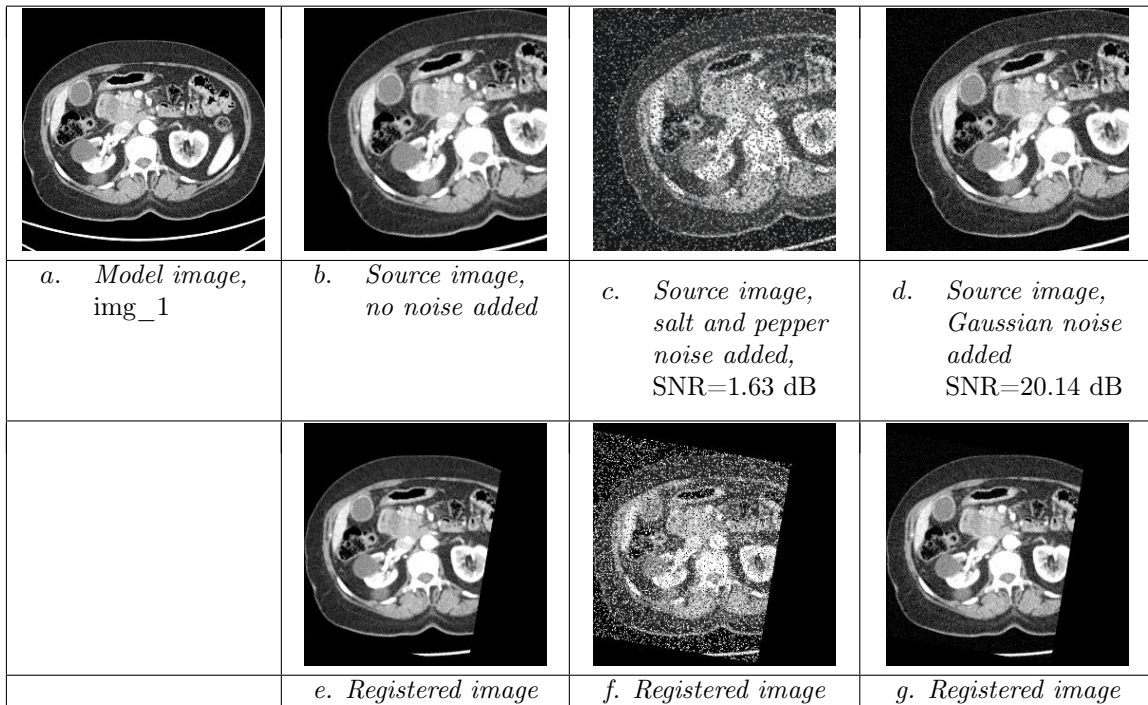 a. Model image,
img_1
b. Source image,
no noise added
c. Source image,
salt and pepper
noise added,
SNR=1.63 dB
d. Source image,
Gaussian noise
added
SNR=20.14 dB
e. Registered image
f. Registered image
g. Registered image